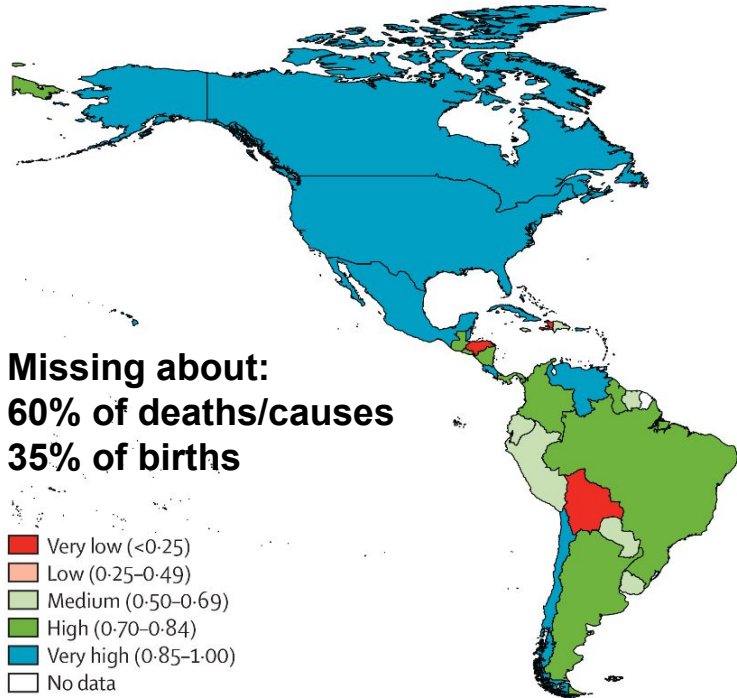 Missing about:
60% of deaths/causes
35% of births
Very low (<0·25)
Low (0·25–0·49)
Medium (0·50–0·69)
High (0·70–0·84)
Very high (0·85–1·00)
No data